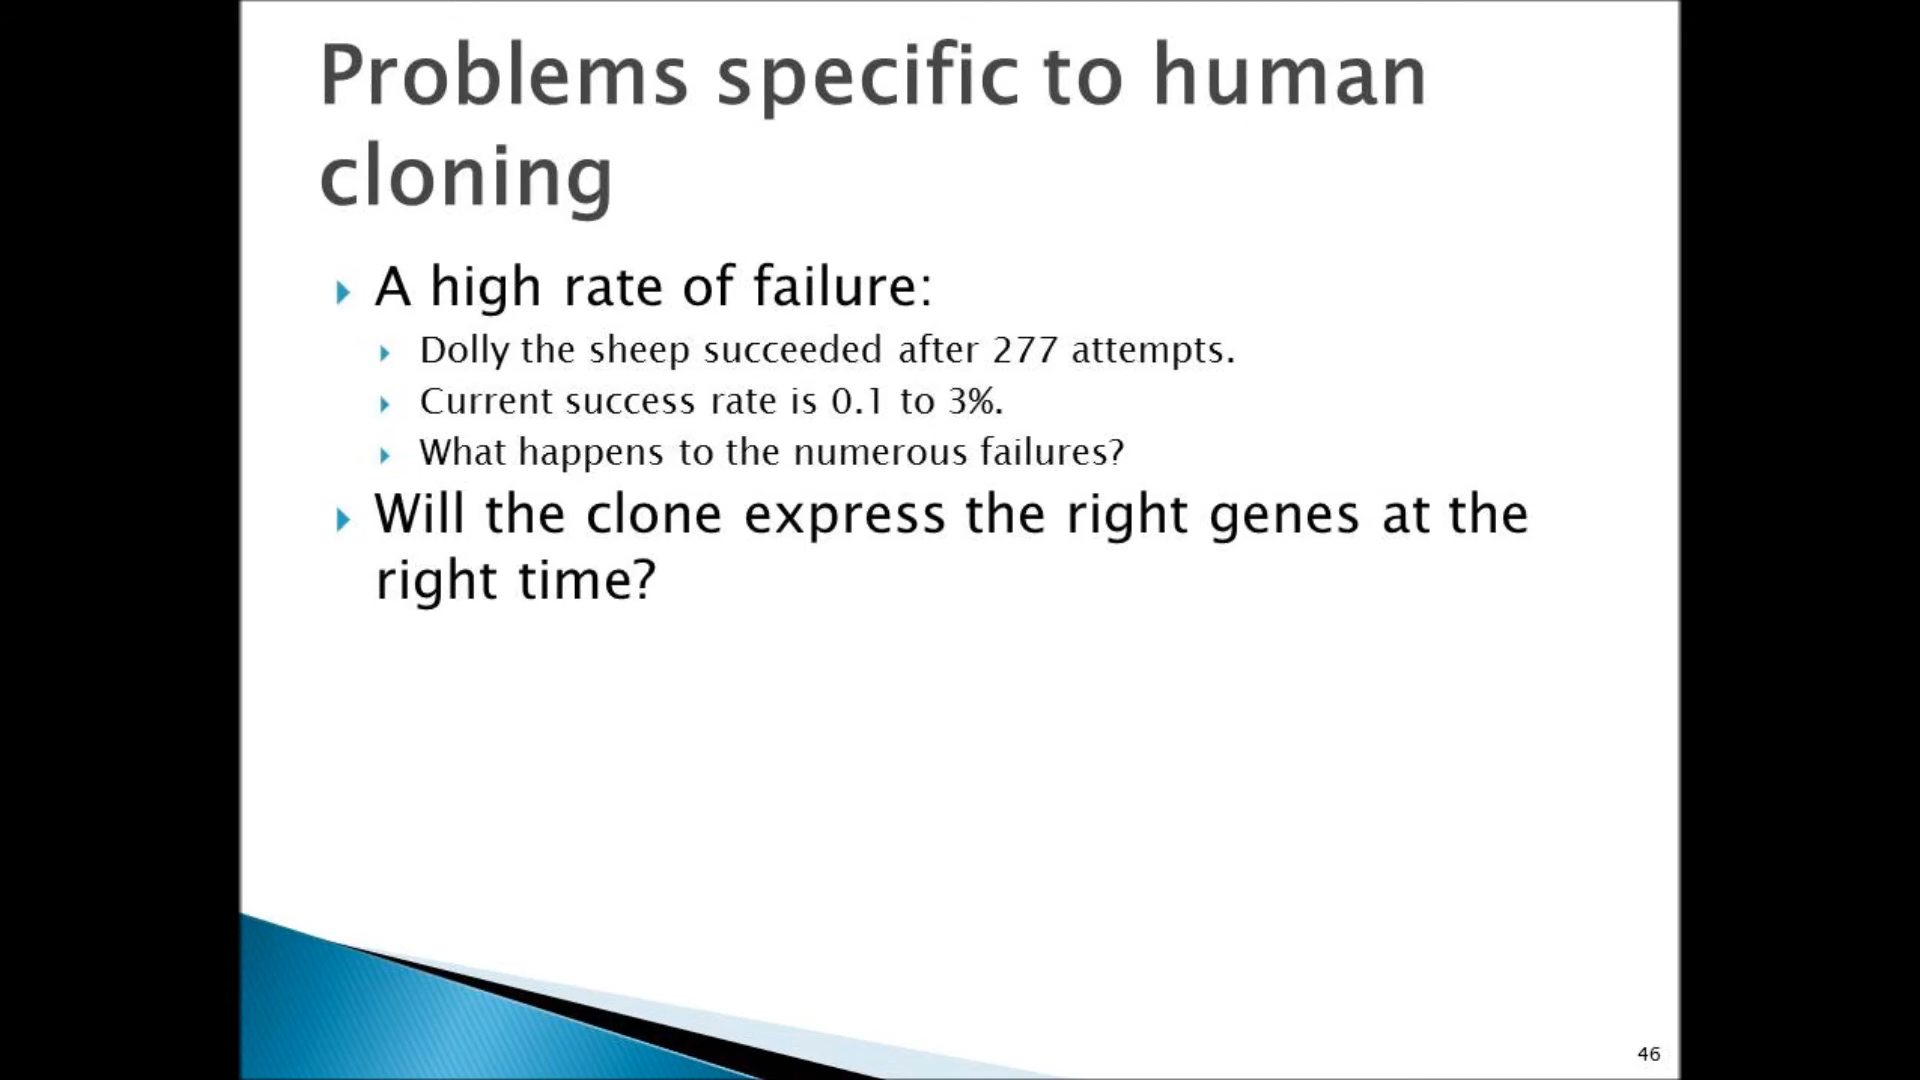 Problems specific to human
cloning
A high rate of failure:
Dolly the sheep succeeded after 277 attempts.
Current success rate is 0.1 to 3%.
What happens to the numerous failures?
Will the clone express the right genes at the
right time?
46